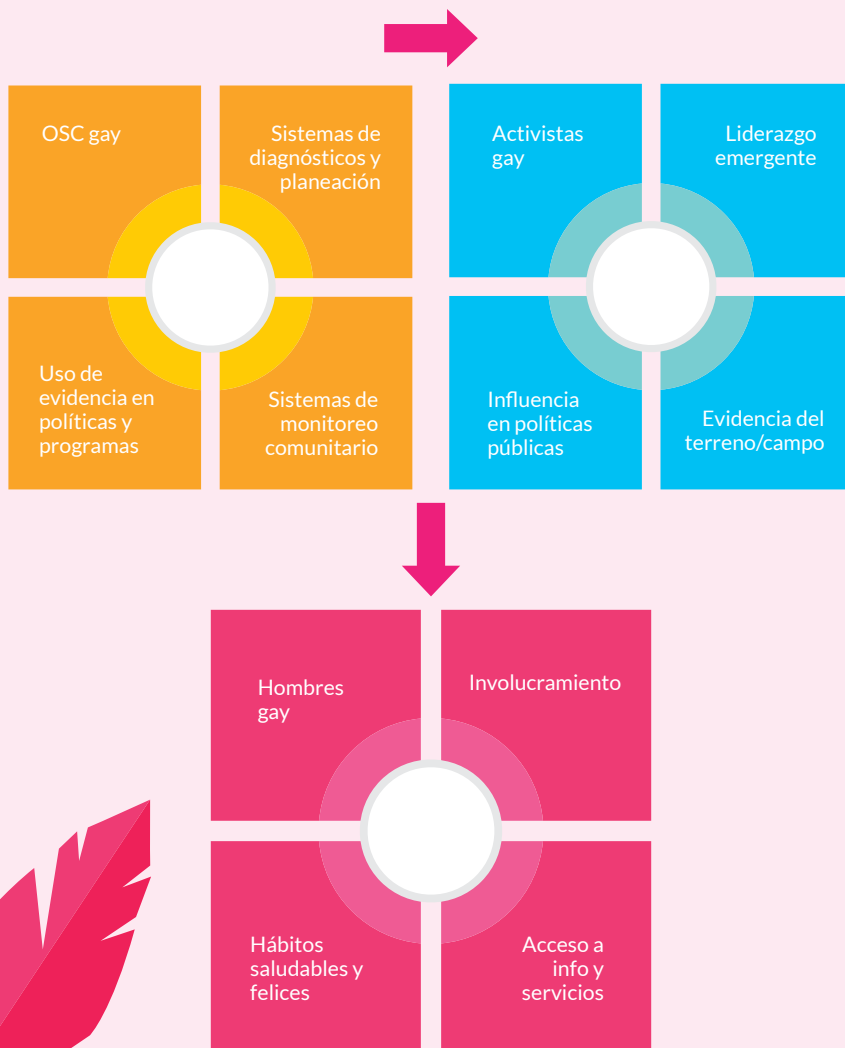 OSC gay
Sistemas de
diagnósticos y
planeación
Uso de
evidencia en
políticas y
programas
Sistemas de
monitoreo
comunitario
Activistas
gay
Liderazgo
emergente
Influencia
en políticas
públicas
Evidencia del
terreno/campo
Hombres
gay
Involucramiento
Hábitos
saludables y
felices
Acceso a
info y
servicios